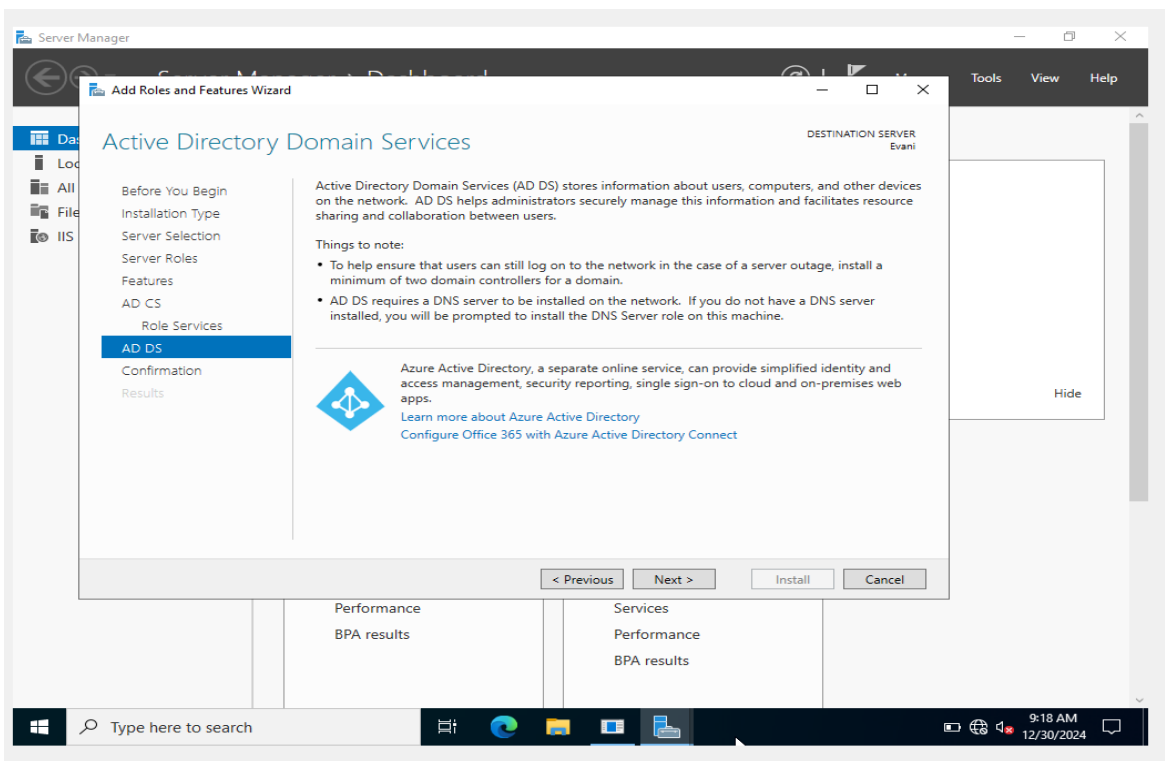 Server Manager
Tools View Help
Add Roles and Features Wizard
Active Directory Domain Services
DESTINATION SERVER
Evani
Before You Begin
Installation Type
Server Selection
Server Roles
Features
AD CS
Role Services
AD DS
Confirmation
Results
Active Directory Domain Services (AD DS) stores information about users, computers, and other devices
on the network. AD DS helps administrators securely manage this information and facilitates resource
sharing and collaboration between users.
Things to note:
• To help ensure that users can still log on to the network in the case of a server outage, install a
minimum of two domain controllers for a domain.
• AD DS requires a DNS server to be installed on the network. If you do not have a DNS server
installed, you will be prompted to install the DNS Server role on this machine.
Azure Active Directory, a separate online service, can provide simplified identity and
access management, security reporting, single sign-on to cloud and on-premises web
apps.
Learn more about Azure Active Directory
Configure Office 365 with Azure Active Directory Connect
< Previous Next > Install Cancel
All
File
IIS
Hide
Performance
BPA results
Services
Performance
BPA results
Type here to search
9:18 AM
12/30/2024